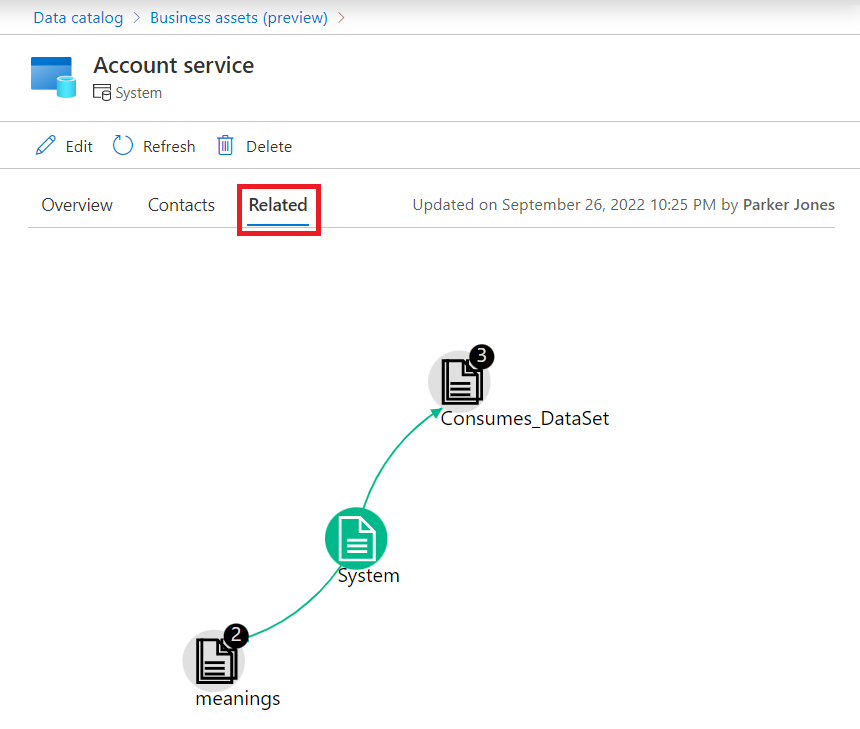 Data catalog > Business assets (preview) >
Account service
System
Edit Refresh Delete
Overview Contacts Related Updated on September 26, 2022 10:25 PM by Parker Jones
3
Consumes_DataSet
System
2
meanings